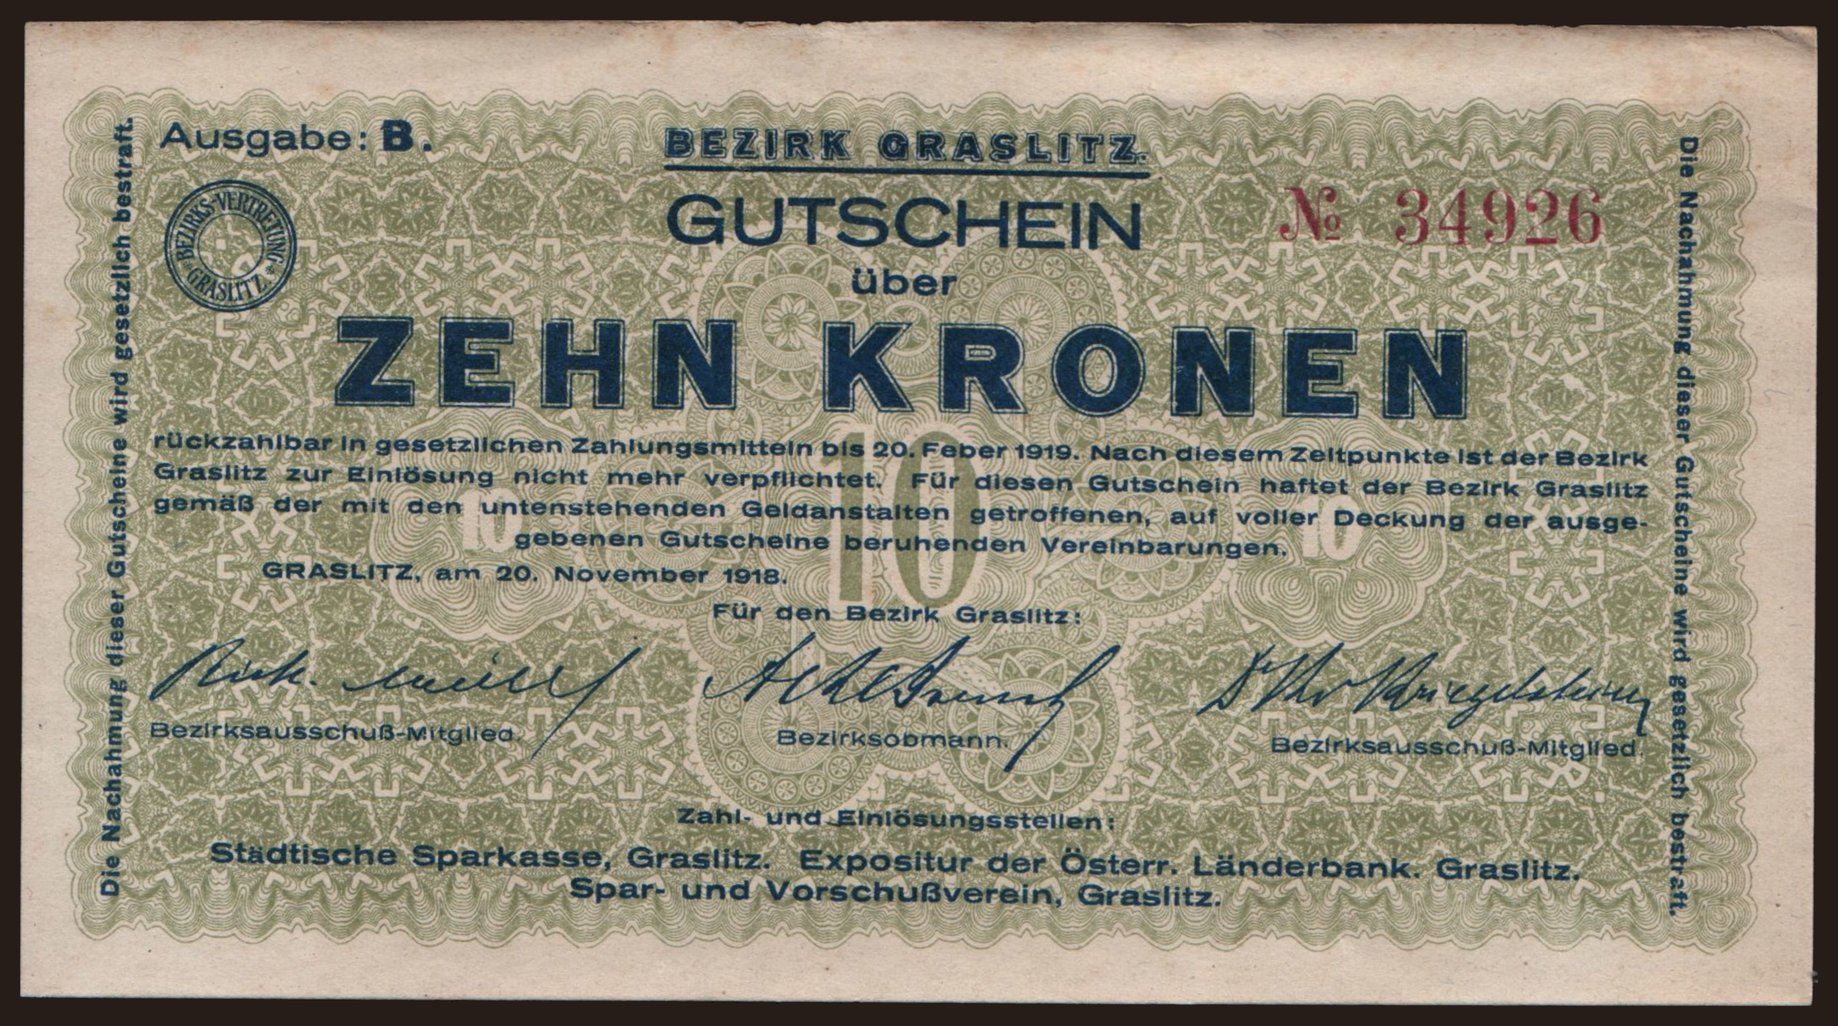 Ausgabe: B.
BEZIRK GRASLITZ.
BEZIRKS-VERTRETUNG * GRASLITZ. *
GUTSCHEIN
№ 34926
über
ZEHN KRONEN
rückzahlbar in gesetzlichen Zahlungsmitteln bis 20. Feber 1919. Nach diesem Zeitpunkte ist der Bezirk
Graslitz zur Einlösung nicht mehr verpflichtet. Für diesen Gutschein haftet der Bezirk Graslitz
gemäß der mit den untenstehenden Geldanstalten getroffenen, auf voller Deckung der ausge-
gebenen Gutscheine beruhenden Vereinbarungen.
10 10 10
GRASLITZ, am 20. November 1918.
Für den Bezirk Graslitz:
Bezirksausschuß-Mitglied.
Bezirksobmann.
Bezirksausschuß-Mitglied.
Zahl- und Einlösungsstellen:
Städtische Sparkasse, Graslitz. Expositur der Österr. Länderbank. Graslitz.
Spar- und Vorschußverein, Graslitz.
Die Nachahmung dieser Gutscheine wird gesetzlich bestraft.
Die Nachahmung dieser Gutscheine wird gesetzlich bestraft.